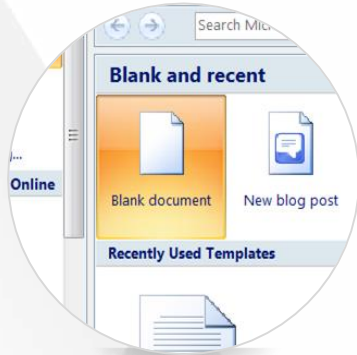 Search Mic
Blank and recent
...
Online
Blank document
New blog post
Recently Used Templates